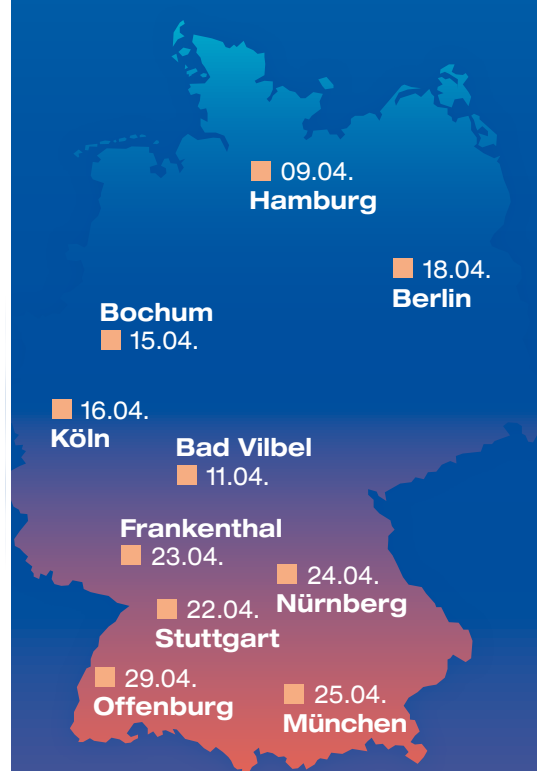 09.04.
Hamburg
18.04.
Berlin
Bochum
15.04.
16.04.
Köln
Bad Vilbel
11.04.
Frankenthal
23.04.
24.04.
Nürnberg
22.04.
Stuttgart
29.04.
Offenburg
25.04.
München